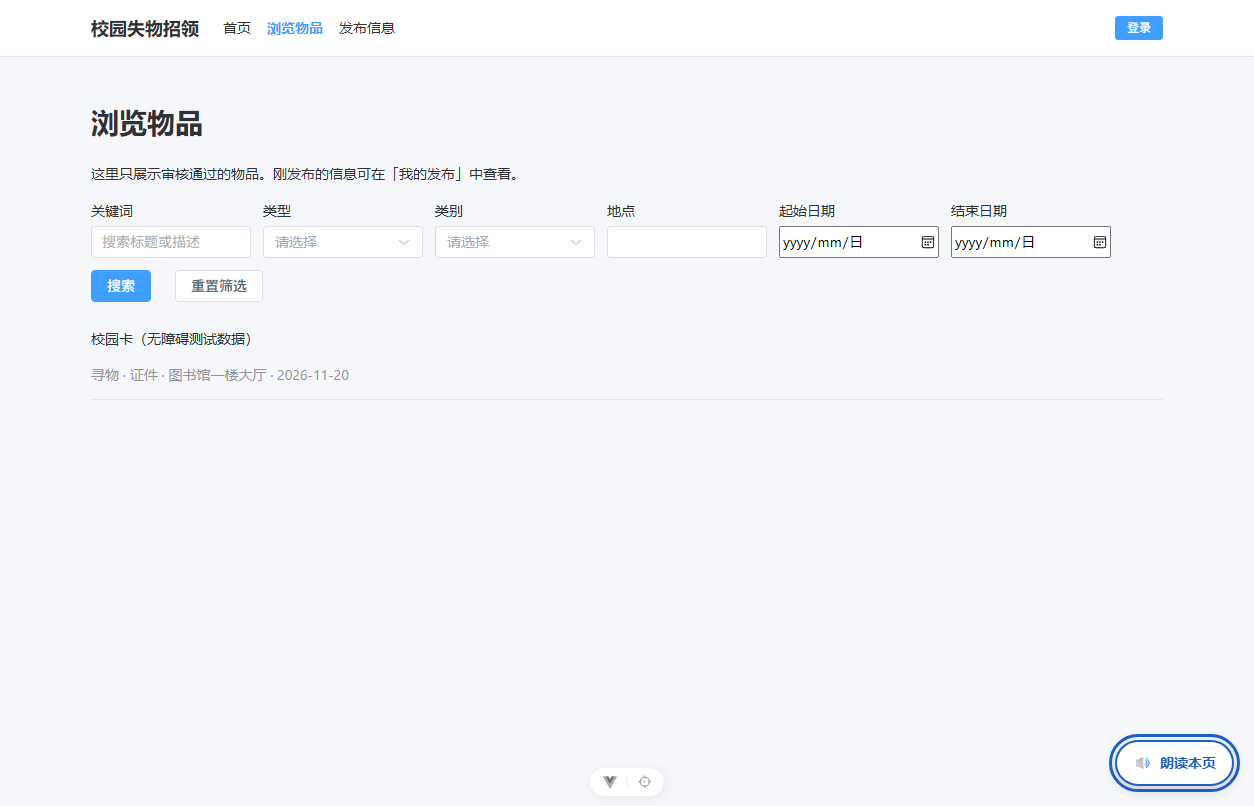 校园失物招领 首页 浏览物品 发布信息 登录
浏览物品
这里只展示审核通过的物品。刚发布的信息可在「我的发布」中查看。
关键词 类型 类别 地点 起始日期 结束日期
搜索标题或描述 请选择 请选择 yyyy/mm/日 yyyy/mm/日
搜索 重置筛选
校园卡（无障碍测试数据）
寻物 · 证件 · 图书馆一楼大厅 · 2026-11-20
朗读本页